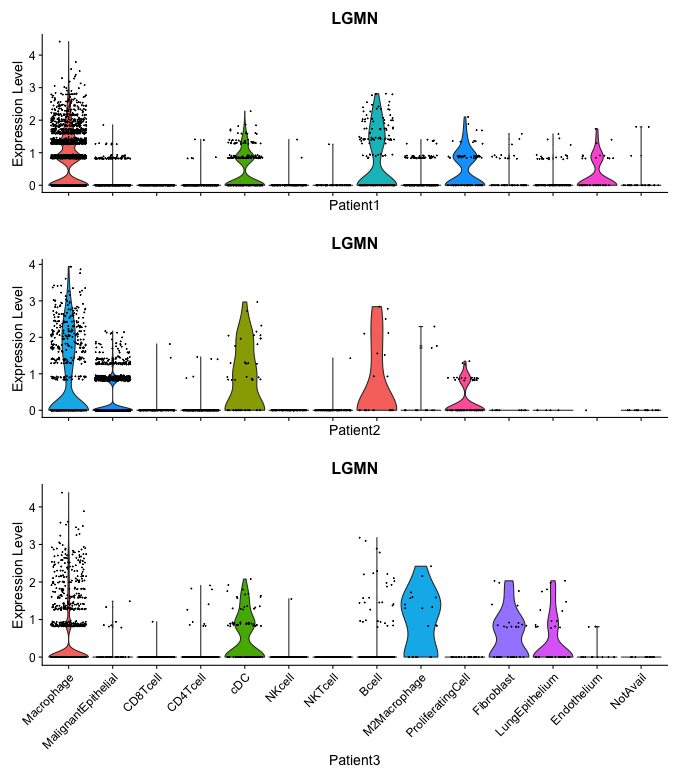 LGMN
Expression Level
4
3
2
1
0
Patient1
LGMN
Expression Level
4
3
2
1
0
Patient2
LGMN
Expression Level
4
3
2
1
0
Macrophage
MalignantEpithelial
CD8Tcell
CD4Tcell
cDC
NKcell
NKTcell
Bcell
M2Macrophage
ProliferatingCell
Fibroblast
LungEpithelium
Endothelium
NotAvail
Patient3